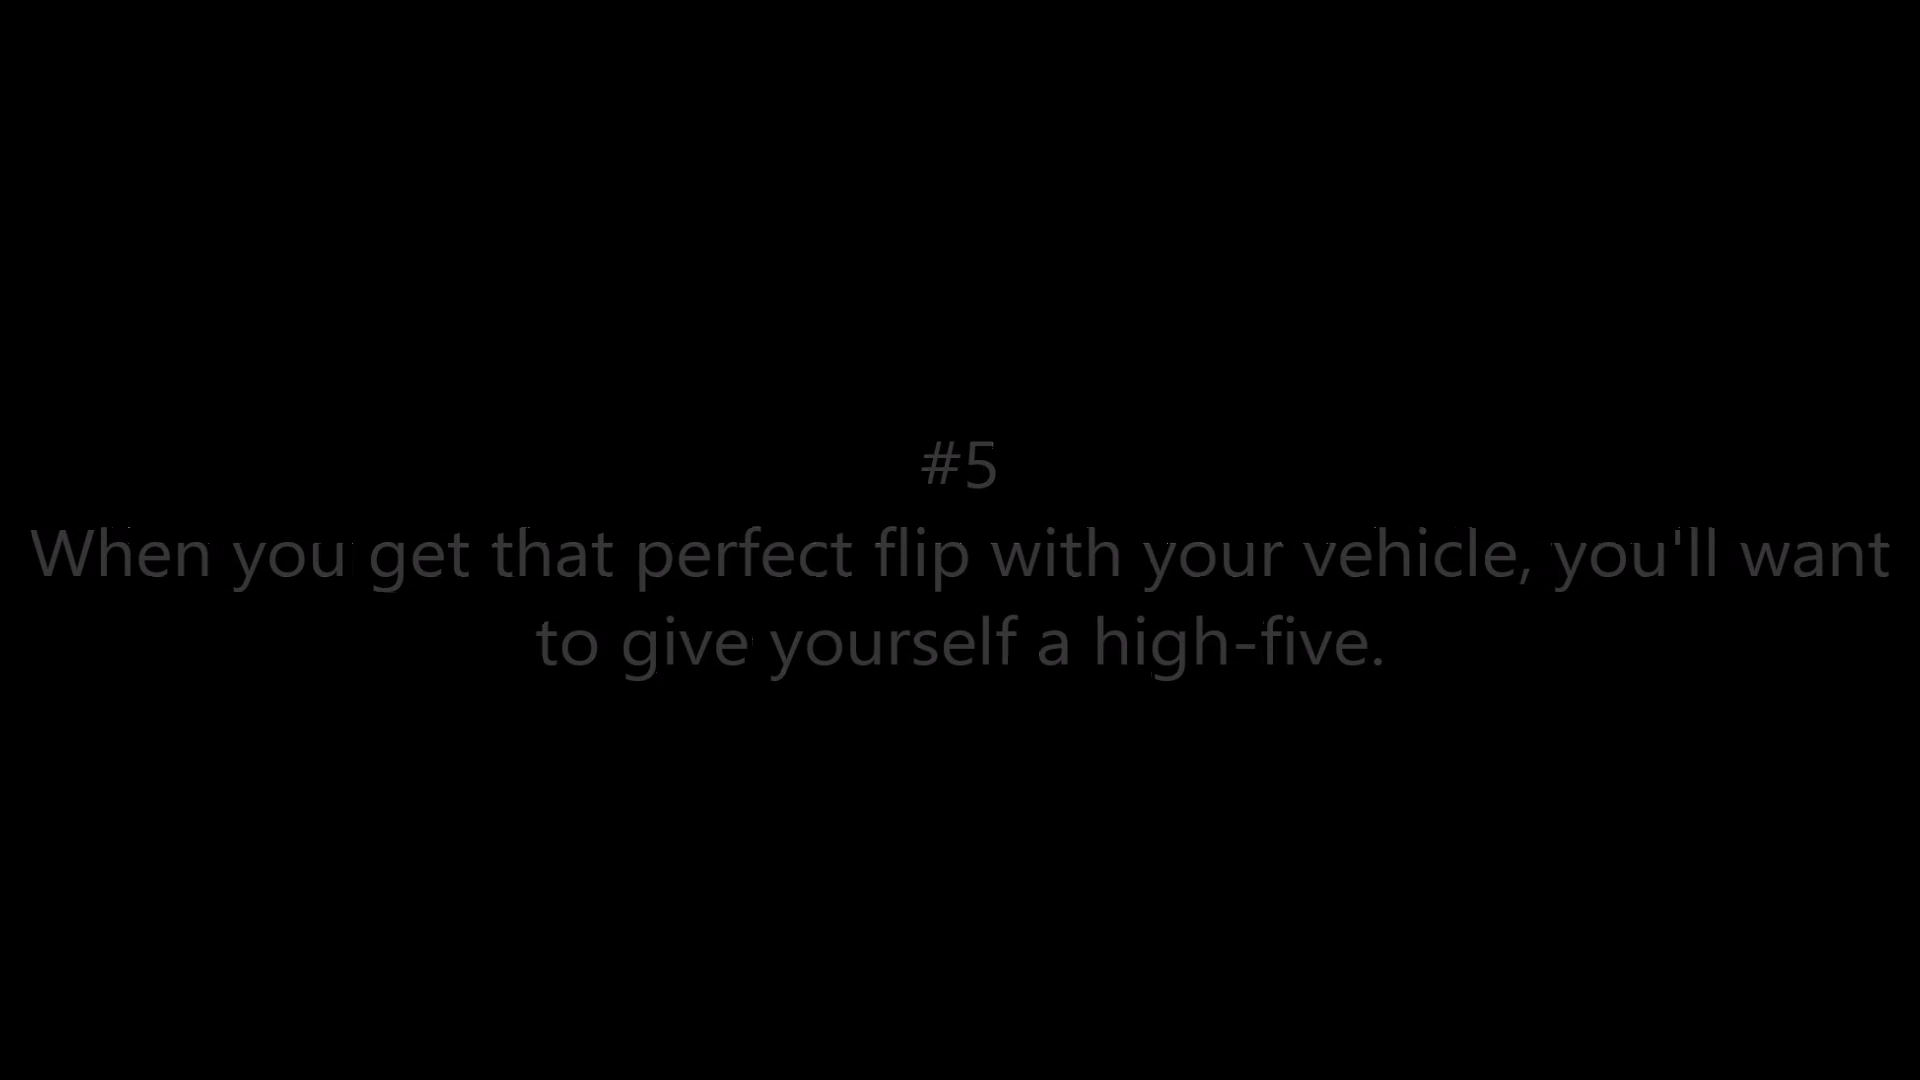 #5
When you get that perfect flip with your vehicle, you'll want
to give yourself a high-five.